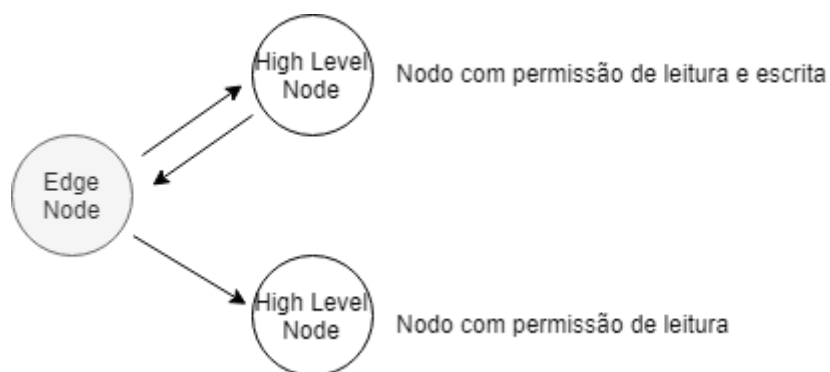 High Level
Node
Nodo com permissão de leitura e escrita
Edge
Node
High Level
Node
Nodo com permissão de leitura